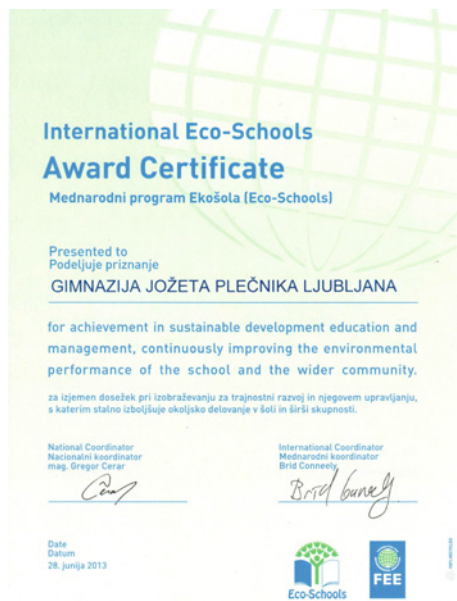 International Eco-Schools
Award Certificate
Mednarodni program Ekošola (Eco-Schools)
Presented to
Podeljuje priznanje
GIMNAZIJA JOŽETA PLEČNIKA LJUBLJANA
for achievement in sustainable development education and
management, continuously improving the environmental
performance of the school and the wider community.
za izjemen dosežek pri izobraževanju za trajnostni razvoj in njegovem upravljanju,
s katerim stalno izboljšuje okoljsko delovanje v šoli in širši skupnosti.
National Coordinator
Nacionalni koordinator
mag. Gregor Cerar
International Coordinator
Mednarodni koordinator
Brid Conneely
Brid Conneely
Date
Datum
28. junija 2013
Eco-Schools
FEE